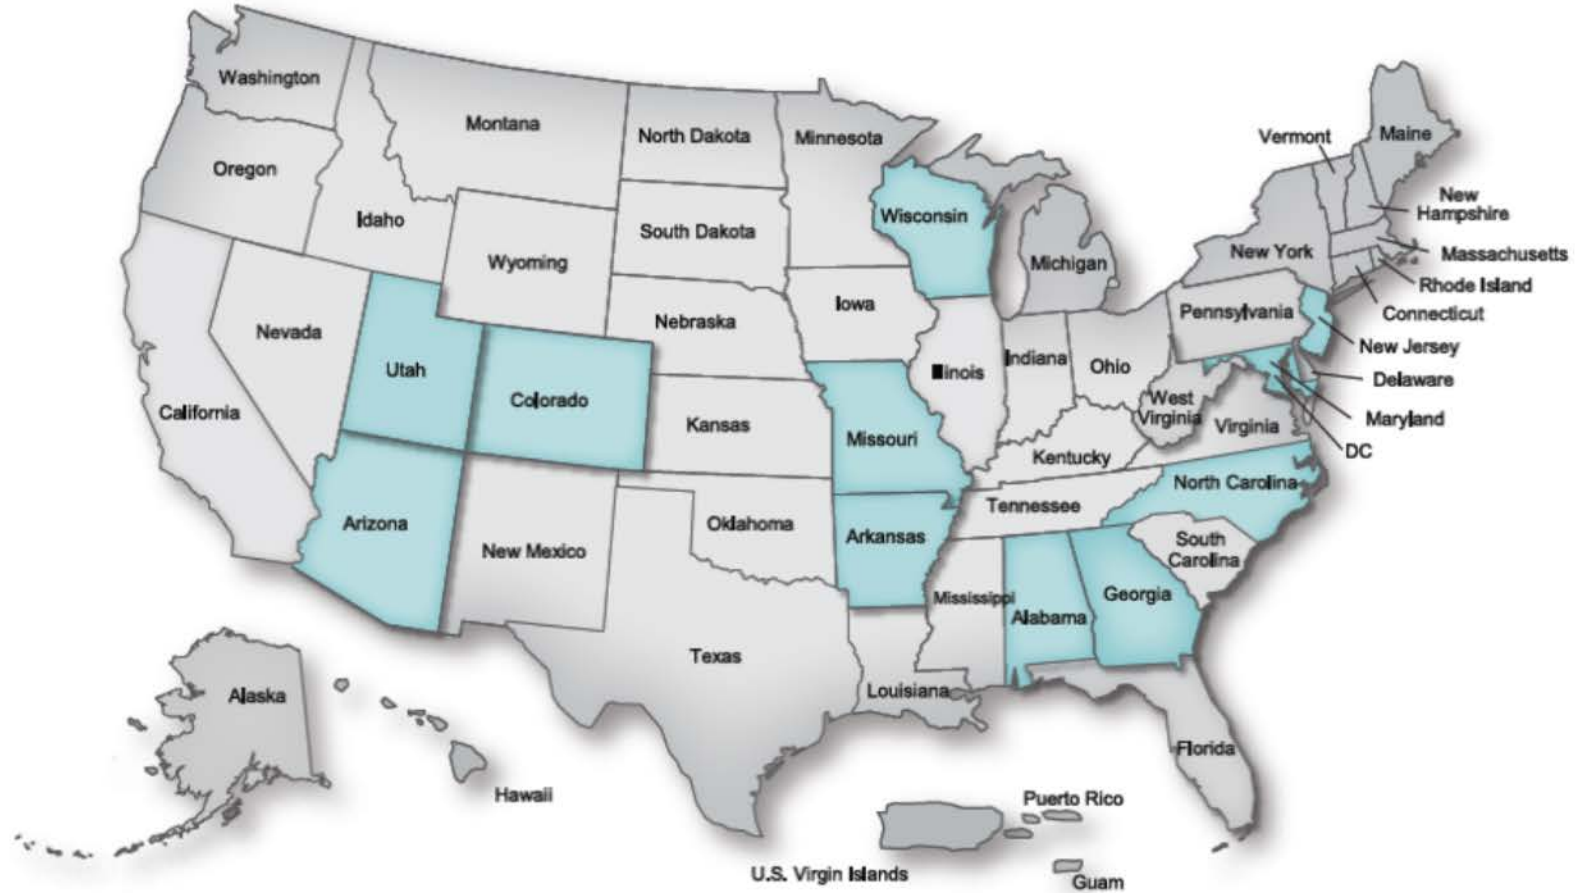 Washington
Montana
North Dakota
Minnesota
Vermont
Maine
Oregon
Idaho
Wisconsin
New
Hampshire
South Dakota
Wyoming
Michigan
New York
Massachusetts
Rhode Island
Connecticut
Iowa
Nebraska
Nevada
Pennsylvania
New Jersey
Utah
Illinois
Indiana
Ohio
Delaware
Colorado
California
Kansas
Missouri
West
Virginia
Virginia
Maryland
DC
Kentucky
North Carolina
Arizona
New Mexico
Oklahoma
Arkansas
Tennessee
South
Carolina
Mississippi
Alabama
Georgia
Texas
Louisiana
Alaska
Florida
Hawaii
Puerto Rico
U.S. Virgin Islands
Guam